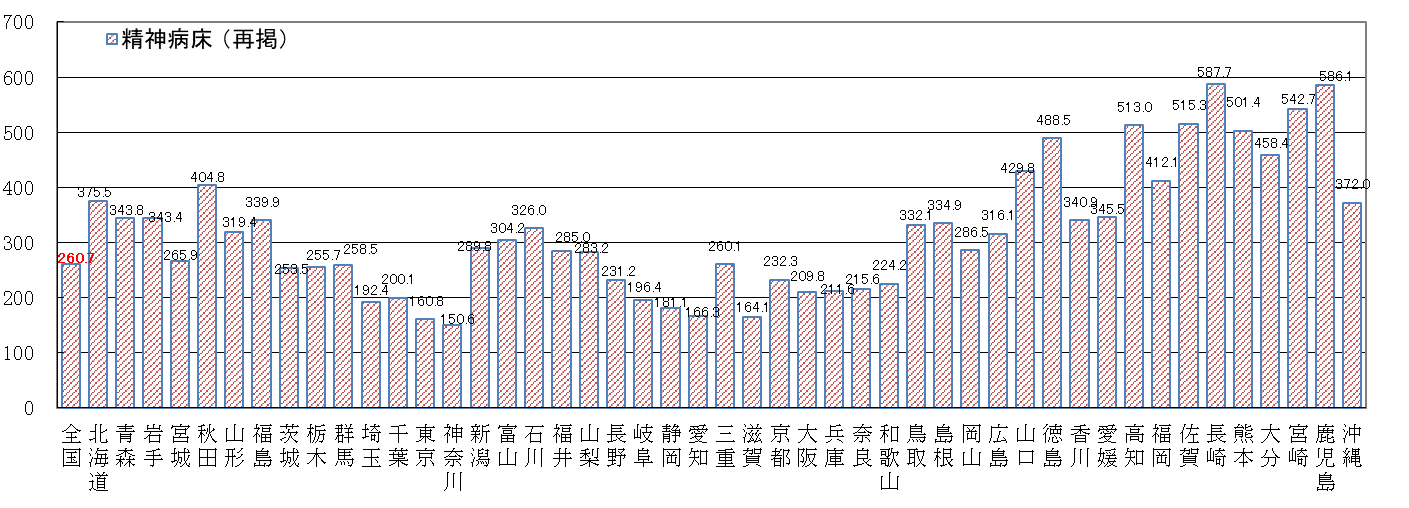 700
600
500
400
300
200
100
0
精神病床（再掲）
260.7
375.5
343.8
343.4
265.9
404.8
319.4
339.9
253.5
255.7
258.5
192.4
200.1
160.8
150.6
289.8
304.2
326.0
285.0
283.2
231.2
196.4
181.1
166.3
260.1
164.1
232.3
209.8
211.6
215.6
224.2
332.1
334.9
286.5
316.1
429.8
488.5
340.9
345.5
513.0
412.1
515.3
587.7
501.4
458.4
542.7
586.1
372.0
全国
北海道
青森
岩手
宮城
秋田
山形
福島
茨城
栃木
群馬
埼玉
千葉
東京
神奈川
新潟
富山
石川
福井
山梨
長野
岐阜
静岡
愛知
三重
滋賀
京都
大阪
兵庫
奈良
和歌山
鳥取
島根
岡山
広島
山口
徳島
香川
愛媛
高知
福岡
佐賀
長崎
熊本
大分
宮崎
鹿児島
沖縄